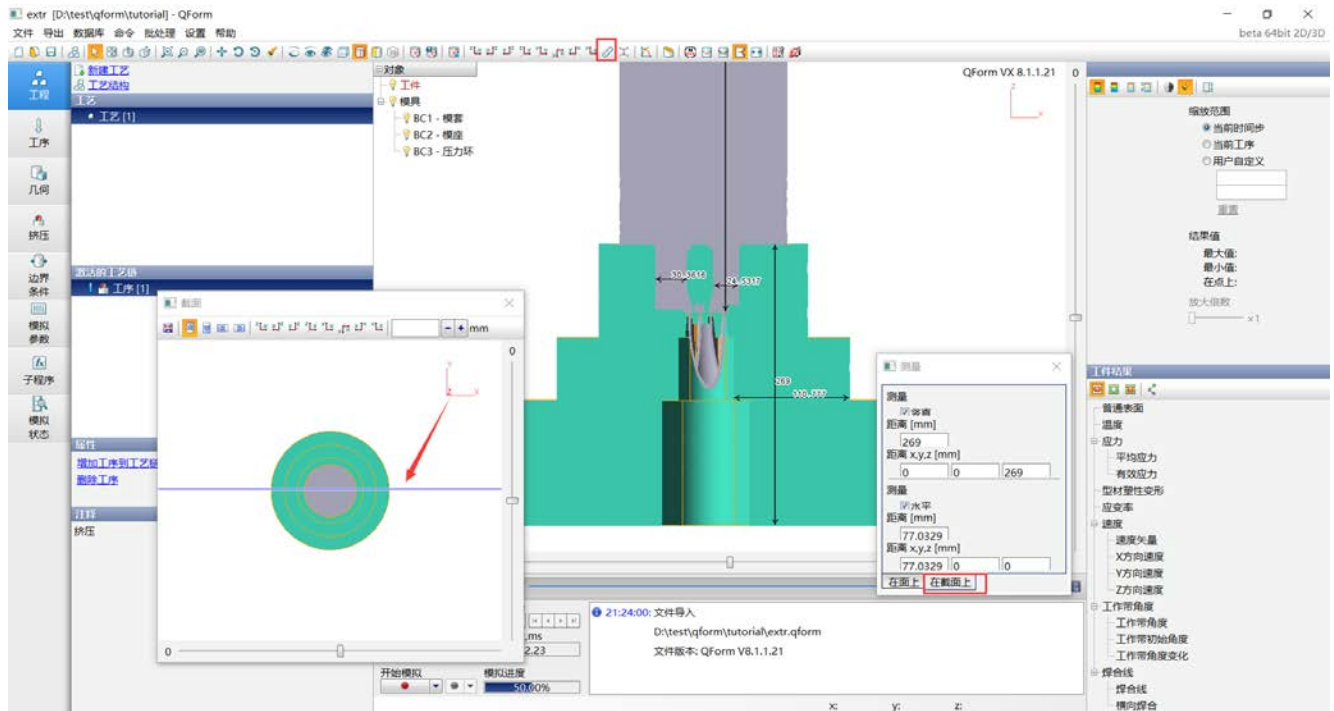 extr [D:\test\qform\tutorial] - QForm
文件 导出 数据库 命令 批处理 设置 帮助
beta 64bit 2D/3D
工程
工序
几何
挤压
边界
条件
模拟
参数
子程序
模拟
状态
新建工艺
工艺结构
工艺
工艺 [1]
激活的工艺链
工序 [1]
属性
增加工序到工艺链
删除工序
注释
挤压
对象
工件
模具
BC1 - 模套
BC2 - 模座
BC3 - 压力环
QForm VX 8.1.1.21
0
z
x
24.5317
269
截面
mm
0
0
测量
测量
竖直
距离 [mm]
269
距离 x,y,z [mm]
0 0 269
测量
水平
距离 [mm]
77.0329
距离 x,y,z [mm]
77.0329 0 0
在面上 在截面上
,ms
2.23
开始模拟 模拟进度
50.00%
21:24:00: 文件导入
D:\test\qform\tutorial\extr.qform
文件版本: QForm V8.1.1.21
x: y: z:
缩放范围
当前时间步
当前工序
用户自定义
重置
结果值
最大值:
最小值:
在点上:
放大倍数
×1
工件结果
普通表面
温度
应力
平均应力
有效应力
型材塑性变形
应变率
速度
速度矢量
X方向速度
Y方向速度
Z方向速度
工作带角度
工作带角度
工作带初始角度
工作带角度变化
焊合线
焊合线
横向焊合